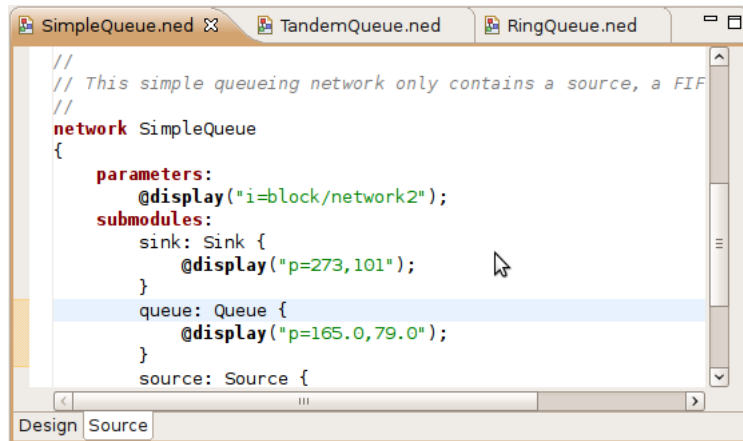 SimpleQueue.ned TandemQueue.ned RingQueue.ned
//
// This simple queueing network only contains a source, a FIF
//
network SimpleQueue
{
parameters:
@display("i=block/network2");
submodules:
sink: Sink {
@display("p=273,101");
}
queue: Queue {
@display("p=165.0,79.0");
}
source: Source {
Design Source